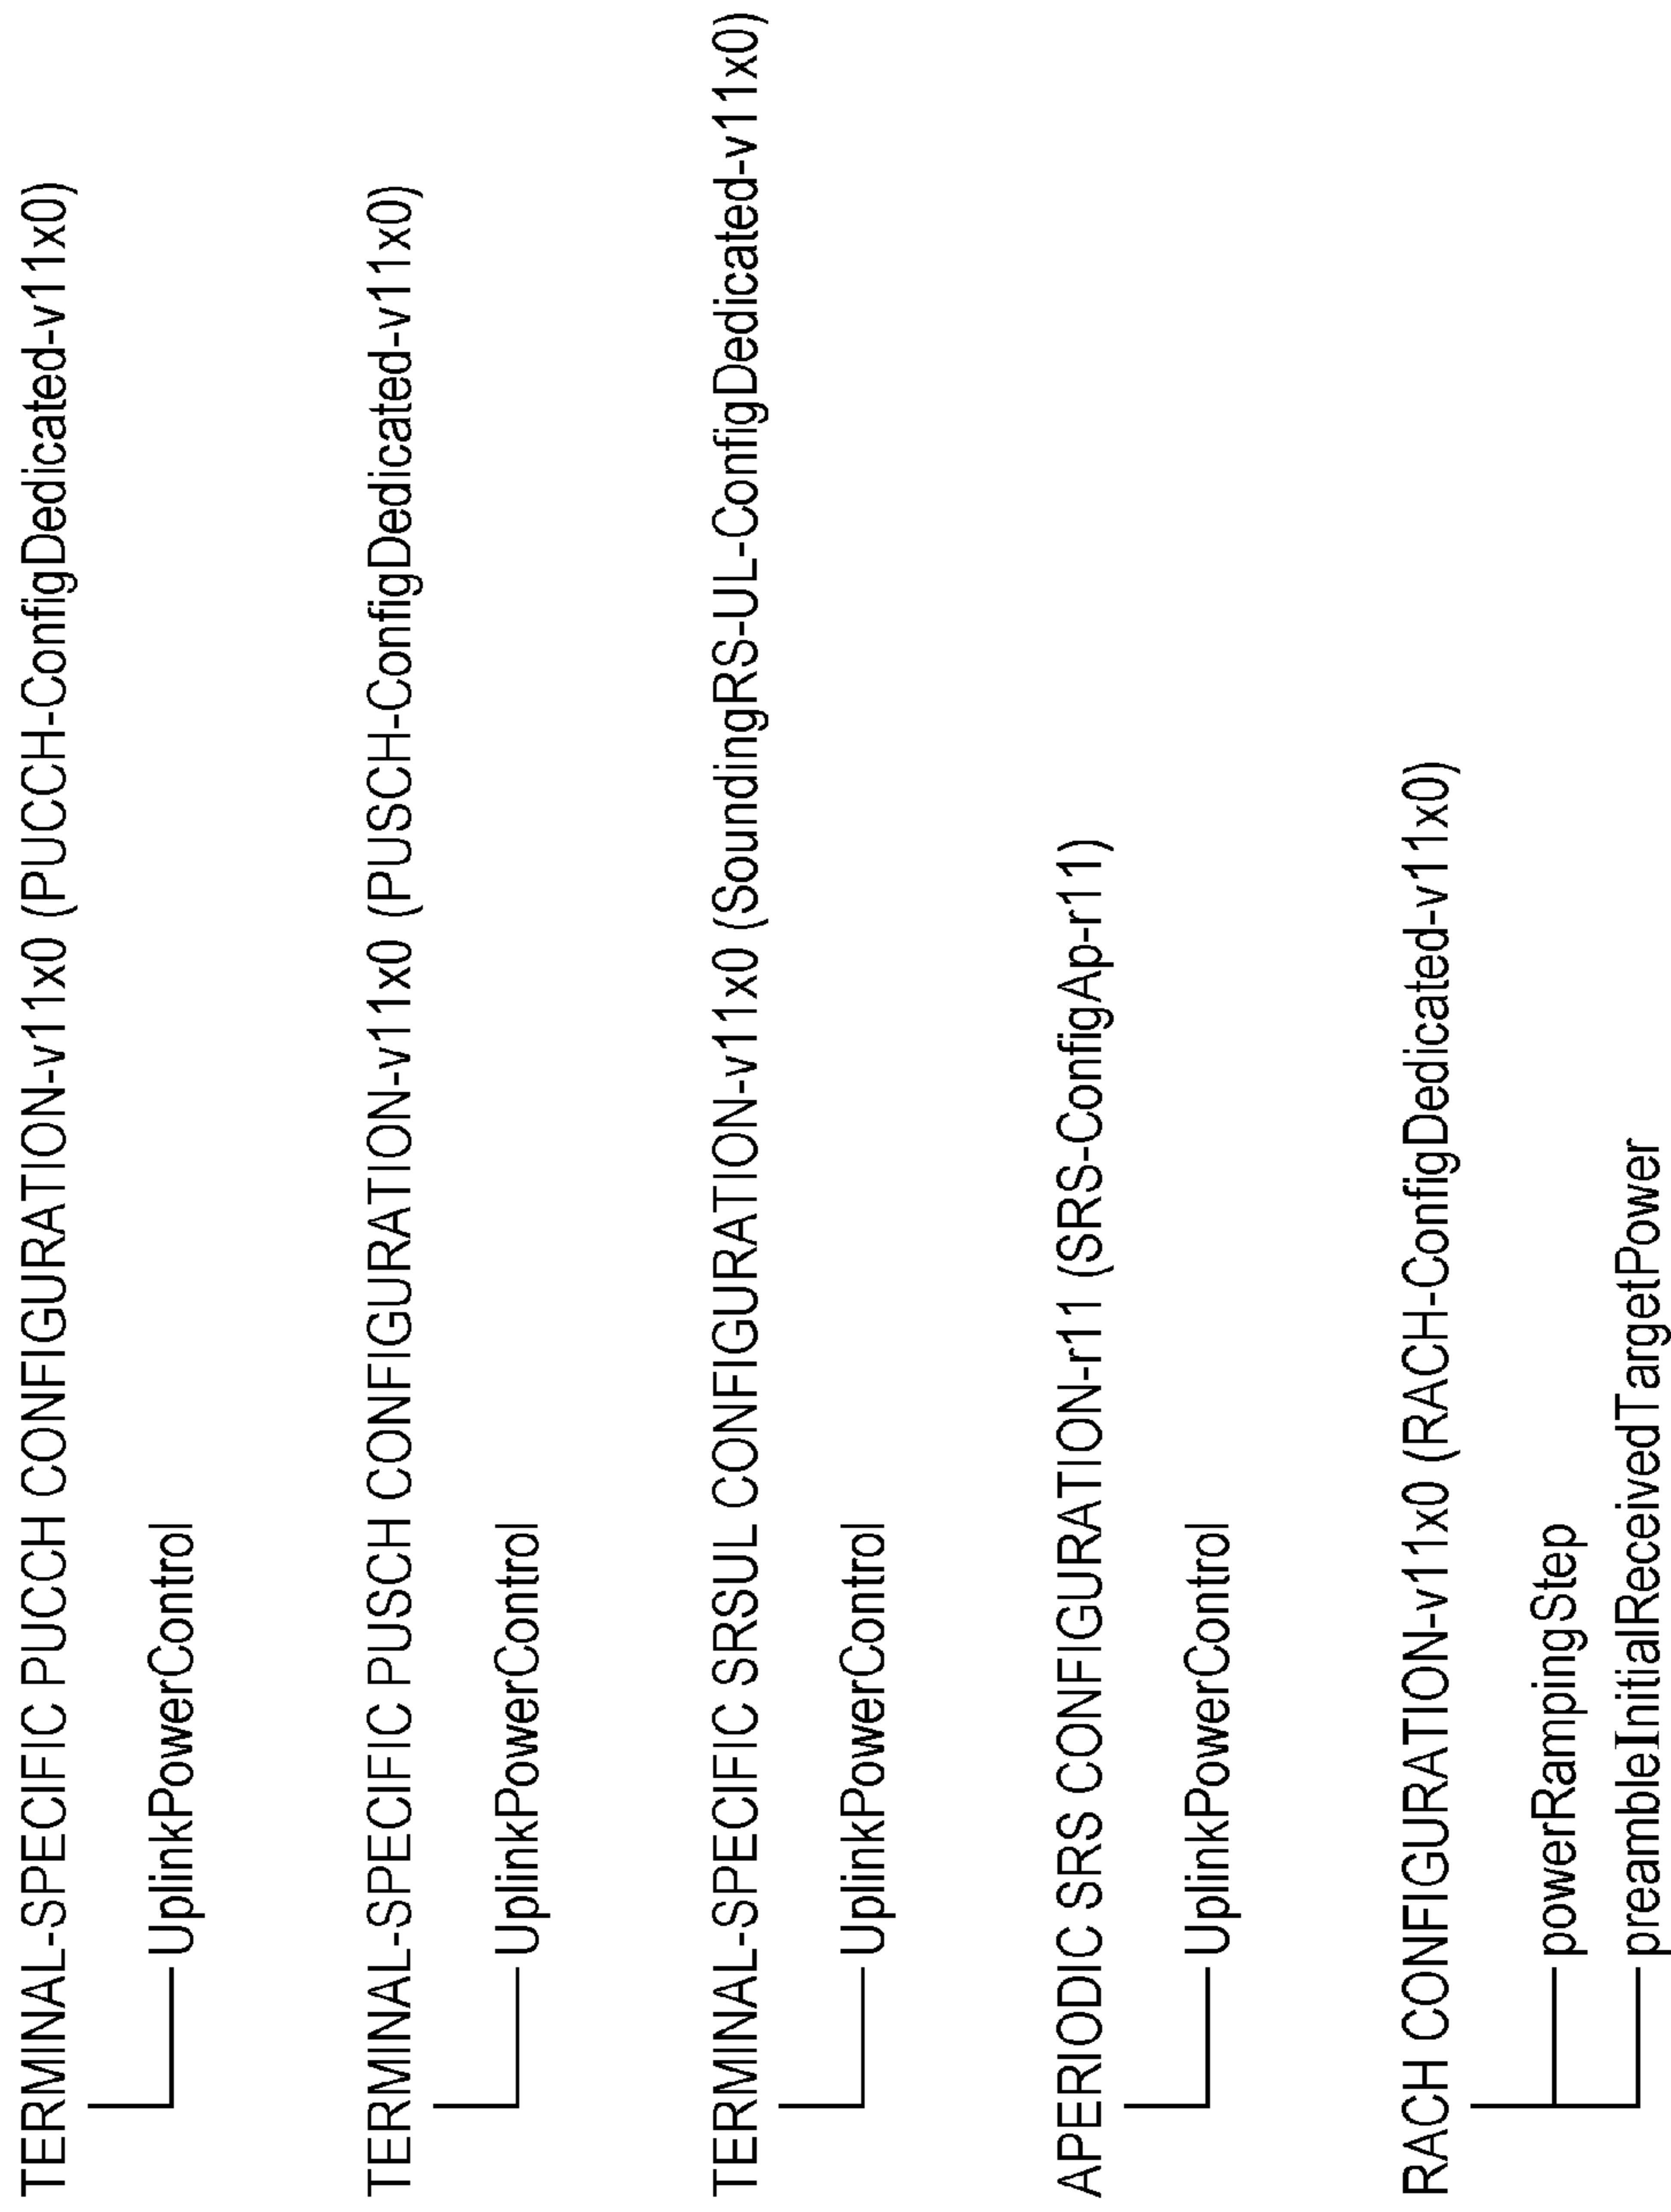 TERMINAL-SPECIFIC PUCCH CONFIGURATION-v11x0 (PUCCH-ConfigDedicated-v11x0)
UplinkPowerControl
TERMINAL-SPECIFIC PUSCH CONFIGURATION-v11x0 (PUSCH-ConfigDedicated-v11x0)
UplinkPowerControl
TERMINAL-SPECIFIC SRSUL CONFIGURATION-v11x0 (SoundingRS-UL-ConfigDedicated-v11x0)
UplinkPowerControl
APERIODIC SRS CONFIGURATION-r11 (SRS-ConfigAp-r11)
UplinkPowerControl
RACH CONFIGURATION-v11x0 (RACH-ConfigDedicated-v11x0)
powerRampingStep
preambleInitialReceivedTargetPower